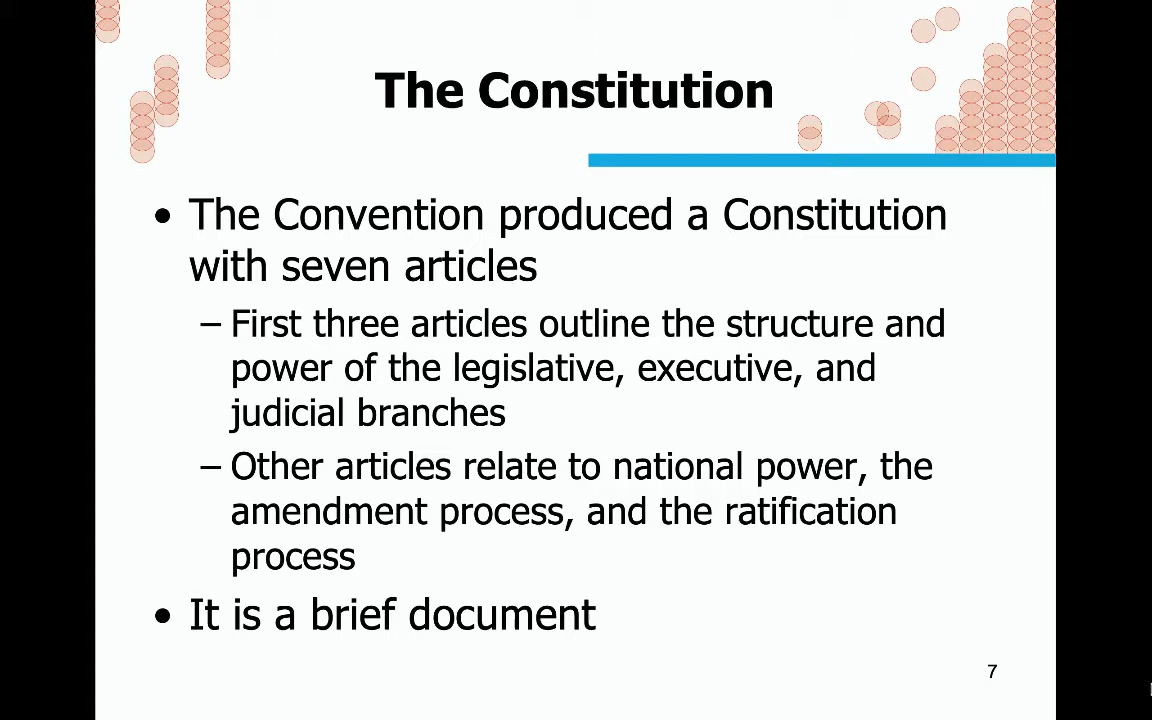 The Constitution
• The Convention produced a Constitution
with seven articles
– First three articles outline the structure and
power of the legislative, executive, and
judicial branches
– Other articles relate to national power, the
amendment process, and the ratification
process
• It is a brief document
7